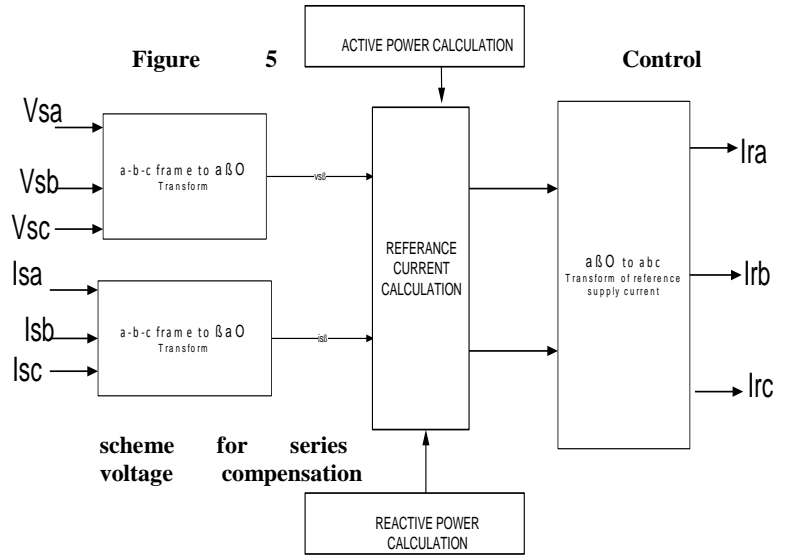 ACTIVE POWER CALCULATION
Figure 5 Control
Vsa
Vsb
Vsc
a-b-c frame to aßO
Transform
vsß
Isa
Isb
Isc
a-b-c frame to ßaO
Transform
isß
REFERANCE
CURRENT
CALCULATION
aßO to abc
Transform of reference
supply current
Ira
Irb
Irc
scheme for series
voltage compensation
REACTIVE POWER
CALCULATION